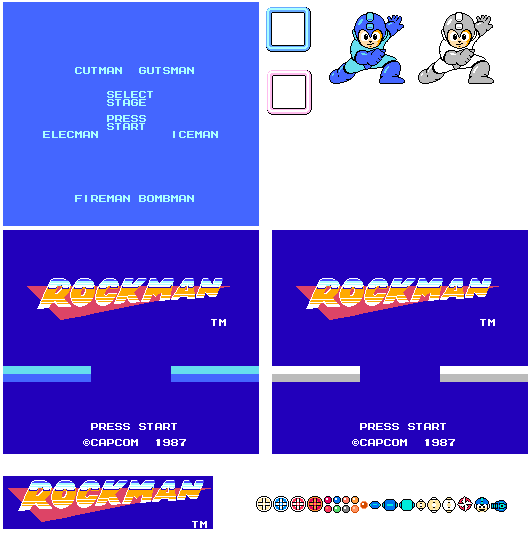 CUTMAN GUTSMAN
SELECT
STAGE
PRESS
START
ELECMAN ICEMAN
FIREMAN BOMBMAN
ROCKMAN
TM
PRESS START
©CAPCOM 1987
ROCKMAN
TM
PRESS START
©CAPCOM 1987
ROCKMAN
TM